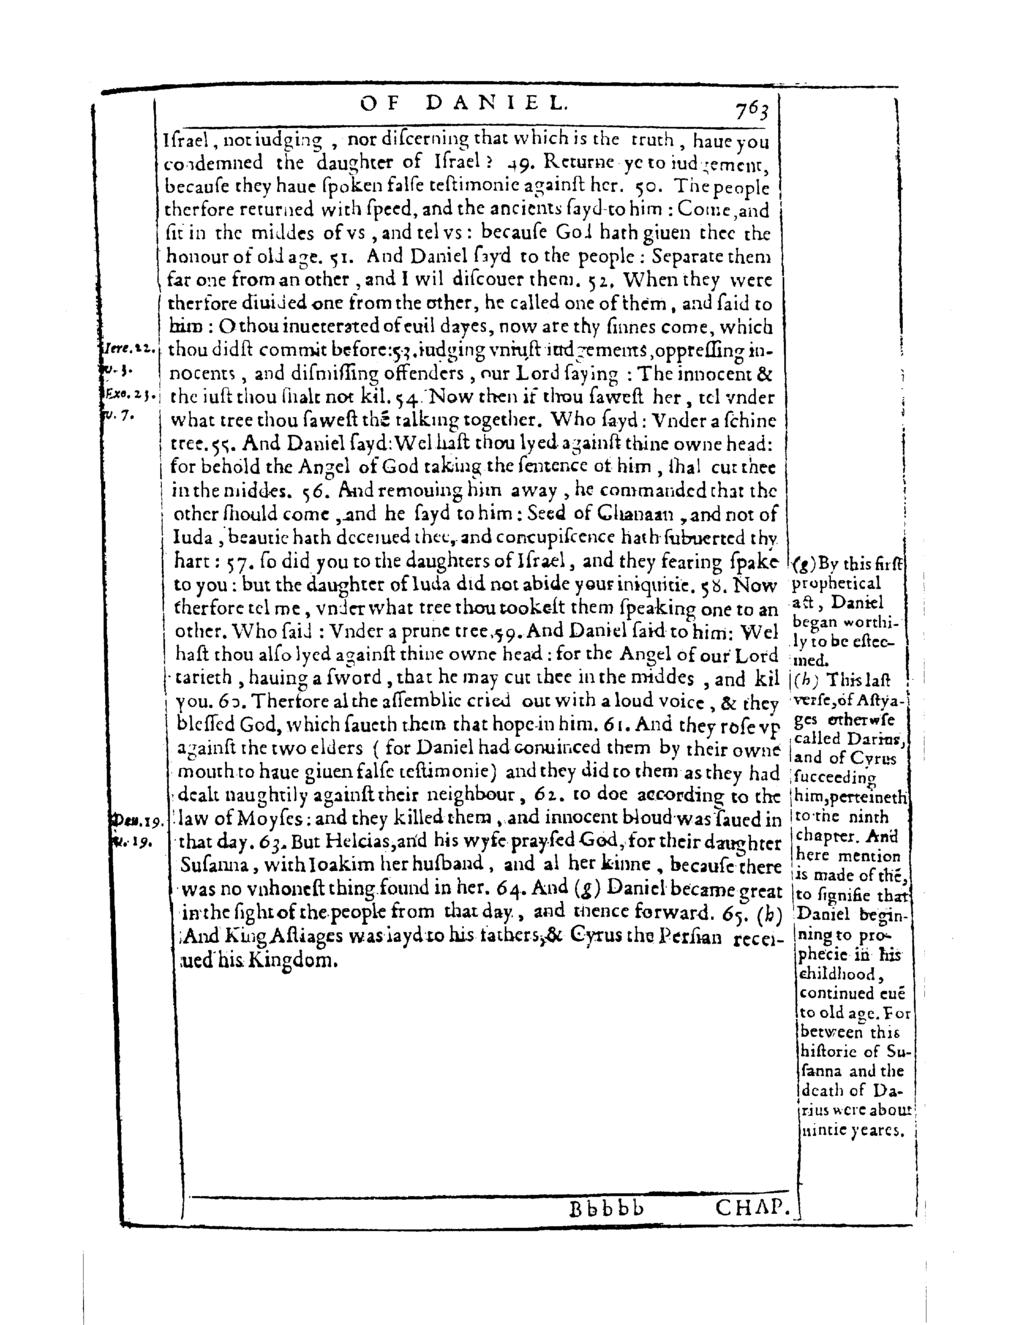 OF DANIEL.
763
Iſrael, not iudging, nor diſcerning that which is the truth, haue you
condemned the daughter of Iſrael? 49. Returne ye to iudgement,
becauſe they haue ſpoken falſe teſtimonie againſt her. 50. The people
therfore returned with ſpeed, and the ancients ſayd to him: Come, and
ſit in the middes of vs, and tel vs: becauſe God hath giuen thee the
honour of old age. 51. And Daniel ſayd to the people: Separate them
far one from an other, and I wil diſcouer them. 52. When they were
therfore diuided one from the other, he called one of them, and ſaid to
him: O thou inueterated of euil dayes, now are thy ſinnes come, which
thou didſt commit before: 53. iudging vniuſt iudgements, oppreſſing in-
nocents, and diſmiſſing offenders, our Lord ſaying: The innocent &
the iuſt thou ſhalt not kil. 54. Now then if thou ſaweſt her, tel vnder
what tree thou ſaweſt thē talking together. Who ſayd: Vnder a ſchine
tree. 55. And Daniel ſayd: Wel haſt thou lyed againſt thine owne head:
for behold the Angel of God taking the ſentence of him, ſhal cut thee
in the middes. 56. And remouing him away, he commanded that the
other ſhould come, and he ſayd to him: Seed of Chanaan, and not of
Iuda, beautie hath deceiued thee, and concupiſcence hath ſubuerted thy
hart: 57. ſo did you to the daughters of Iſrael, and they fearing ſpake
to you: but the daughter of Iuda did not abide your iniquitie. 58. Now
therfore tel me, vnder what tree thou tookeſt them ſpeaking one to an
other. Who ſaid: Vnder a prune tree. 59. And Daniel ſaid to him: Wel
haſt thou alſo lyed againſt thine owne head: for the Angel of our Lord
tarieth, hauing a ſword, that he may cut thee in the middes, and kil
you. 60. Therfore al the aſſemblie cried out with a loud voice, & they
bleſſed God, which ſaueth them that hope in him. 61. And they roſe vp
againſt the two elders (for Daniel had conuinced them by their owne
mouth to haue giuen falſe teſtimonie) and they did to them as they had
dealt naughtily againſt their neighbour, 62. to doe according to the
law of Moyſes: and they killed them, and innocent bloud was ſaued in
that day. 63. But Helcias, and his wyfe prayſed God, for their daughter
Suſanna, with Ioakim her huſband, and al her kinne, becauſe there
was no vnhoneſt thing found in her. 64. And (g) Daniel became great
in the ſight of the people from that day, and thence forward. 65. (h)
And King Aſtiages was layd to his fathers, & Cyrus the Perſian recei-
ued his Kingdom.
Iere. 22.
v. 3.
Exo. 23.
v. 7.
Deu. 19.
v. 19.
(g) By this firſt
prophetical
act, Daniel
began worthi-
ly to be eſtee-
med.
(h) This laſt
verſe, of Aſtya-
ges otherwſe
called Darius,
and of Cyrus
ſucceeding
him, perteineth
to the ninth
chapter. And
here mention
is made of thē,
to ſignifie that
Daniel begin-
ning to pro-
phecie in his
childhood,
continued euē
to old age. For
between this
hiſtorie of Su-
ſanna and the
death of Da-
rius were about
nintie yeares.
Bbbbb
CHAP.